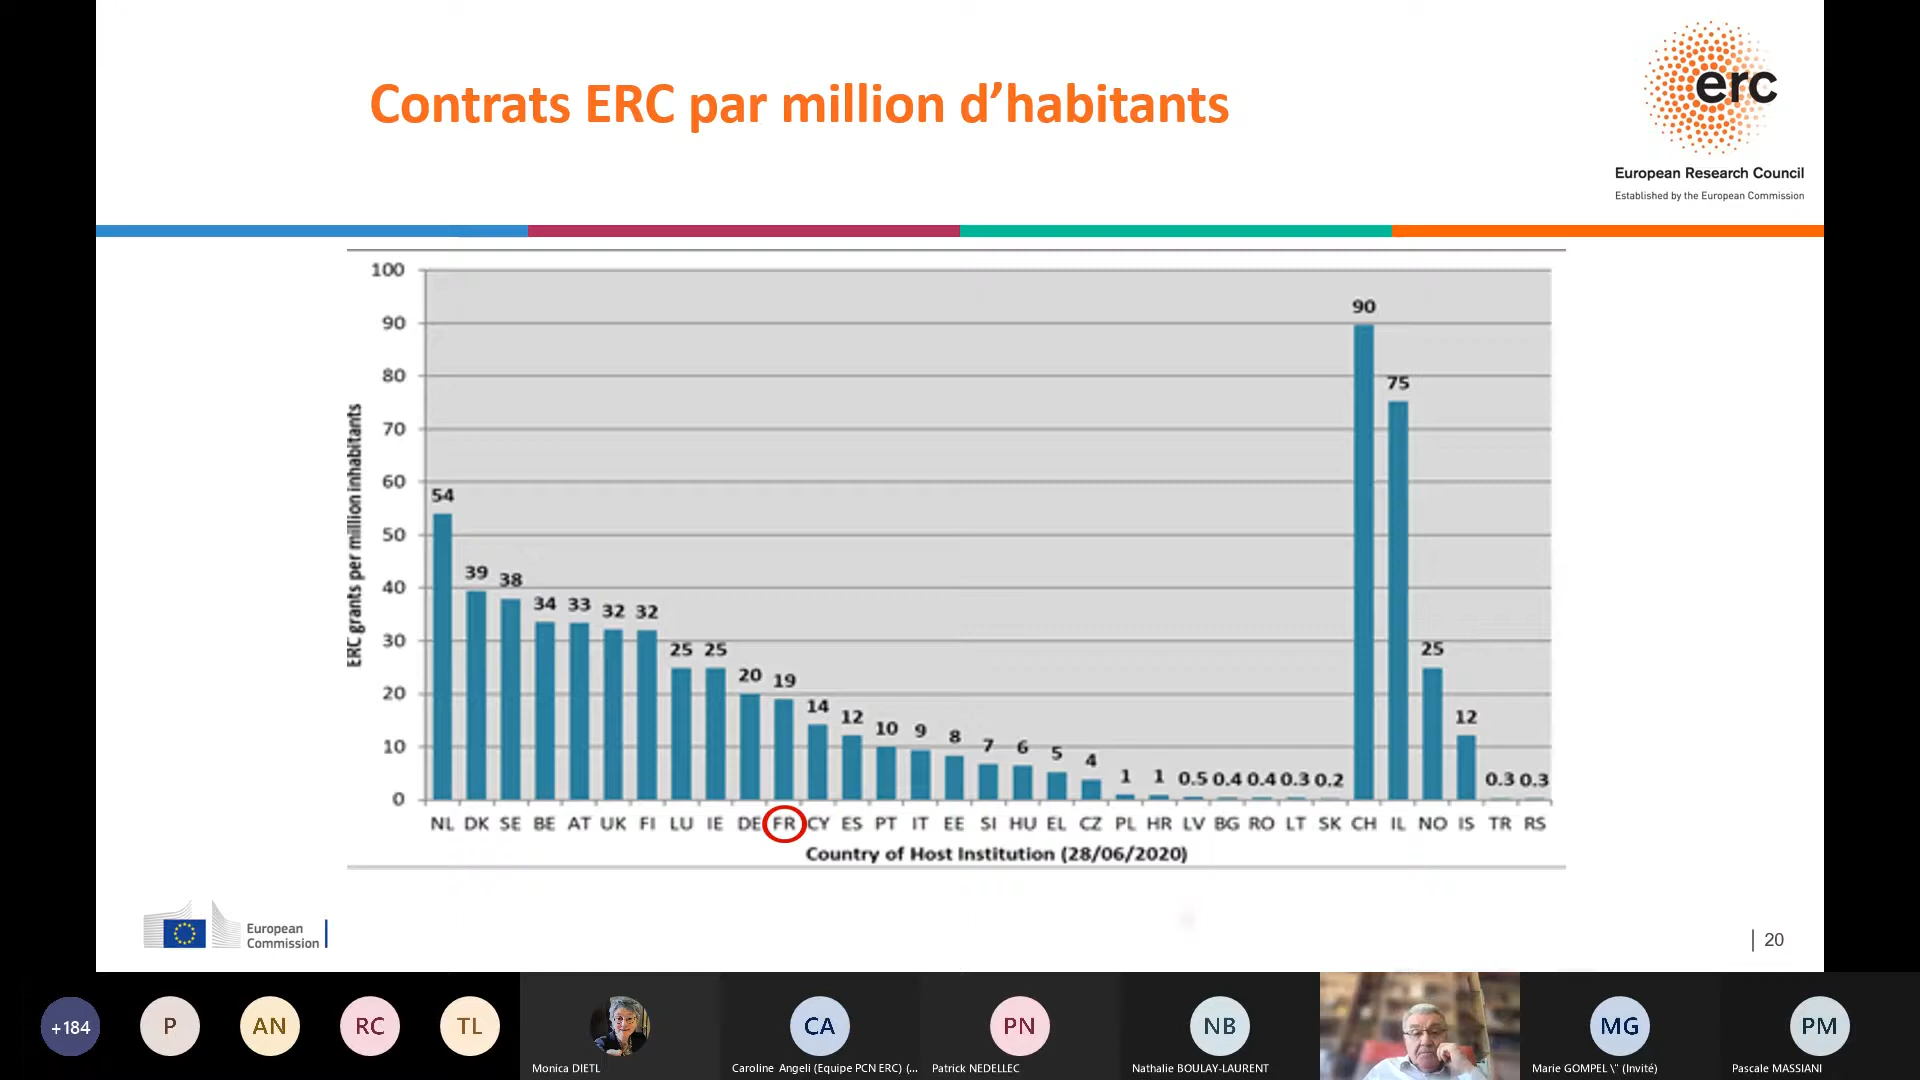 Contrats ERC par million d’habitants
erc
European Research Council
Established by the European Commission
ERC grants per million inhabitants
100
90
80
70
60
50
40
30
20
10
0
54 39 38 34 33 32 32 25 25 20 19 14 12 10 9 8 7 6 5 4 1 1 0.5 0.4 0.4 0.3 0.2 90 75 25 12 0.3 0.3
NL DK SE BE AT UK FI LU IE DE FR CY ES PT IT EE SI HU EL CZ PL HR LV BG RO LT SK CH IL NO IS TR RS
Country of Host Institution (28/06/2020)
European
Commission
20
+184 P AN RC TL CA PN NB MG PM
Monica DIETL
Caroline Angeli (Equipe PCN ERC) (...
Patrick NEDELLEC
Nathalie BOULAY-LAURENT
Marie GOMPEL \" (Invité)
Pascale MASSIANI